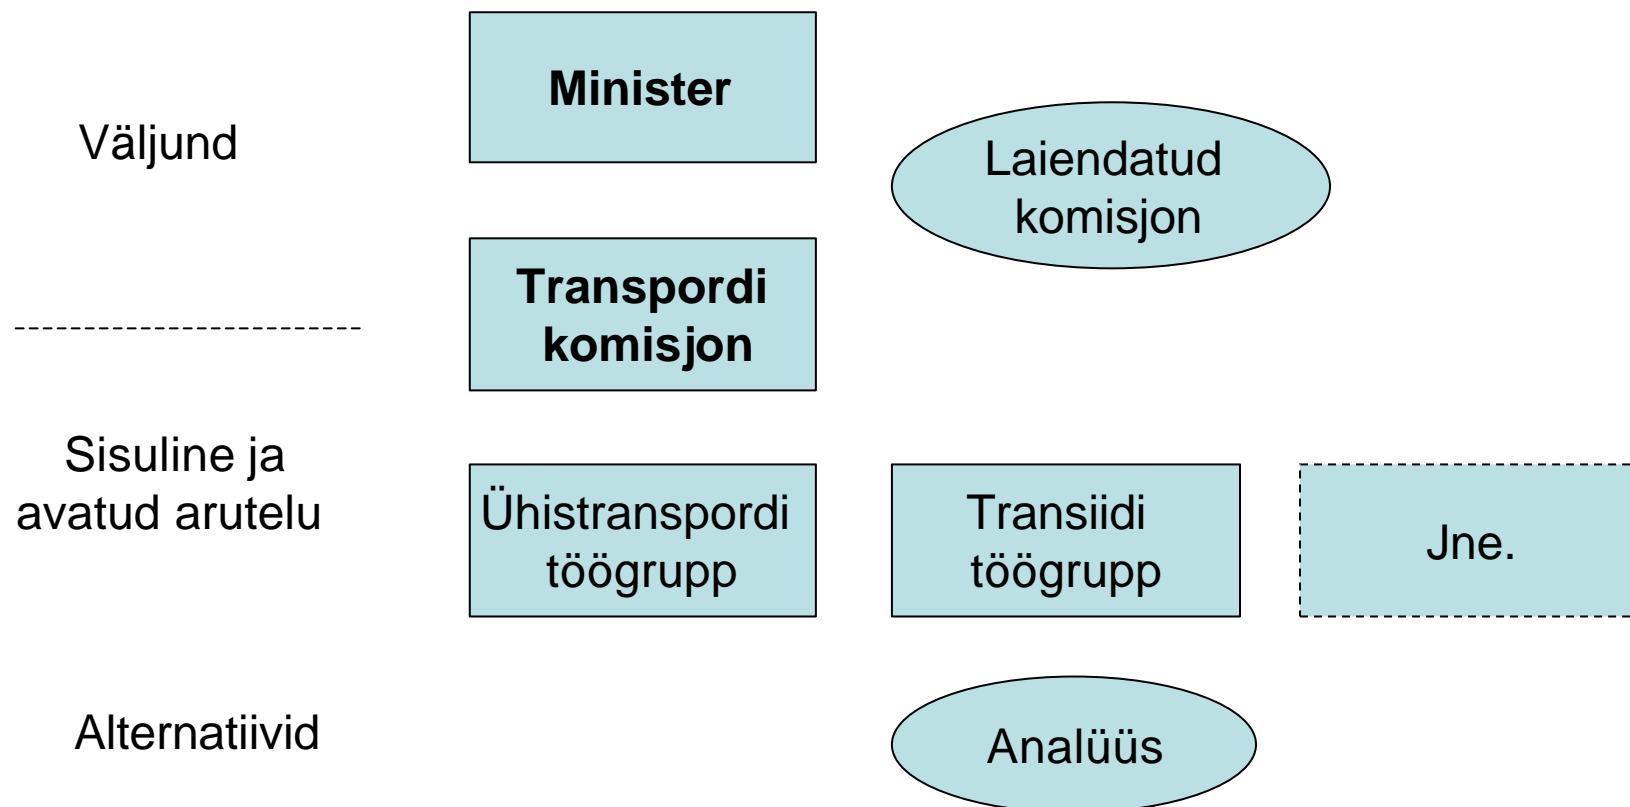 Minister
Väljund
Laiendatud
komisjon
Transpordi
komisjon
Sisuline ja
avatud arutelu
Ühistranspordi
töögrupp
Transiidi
töögrupp
Jne.
Alternatiivid
Analüüs